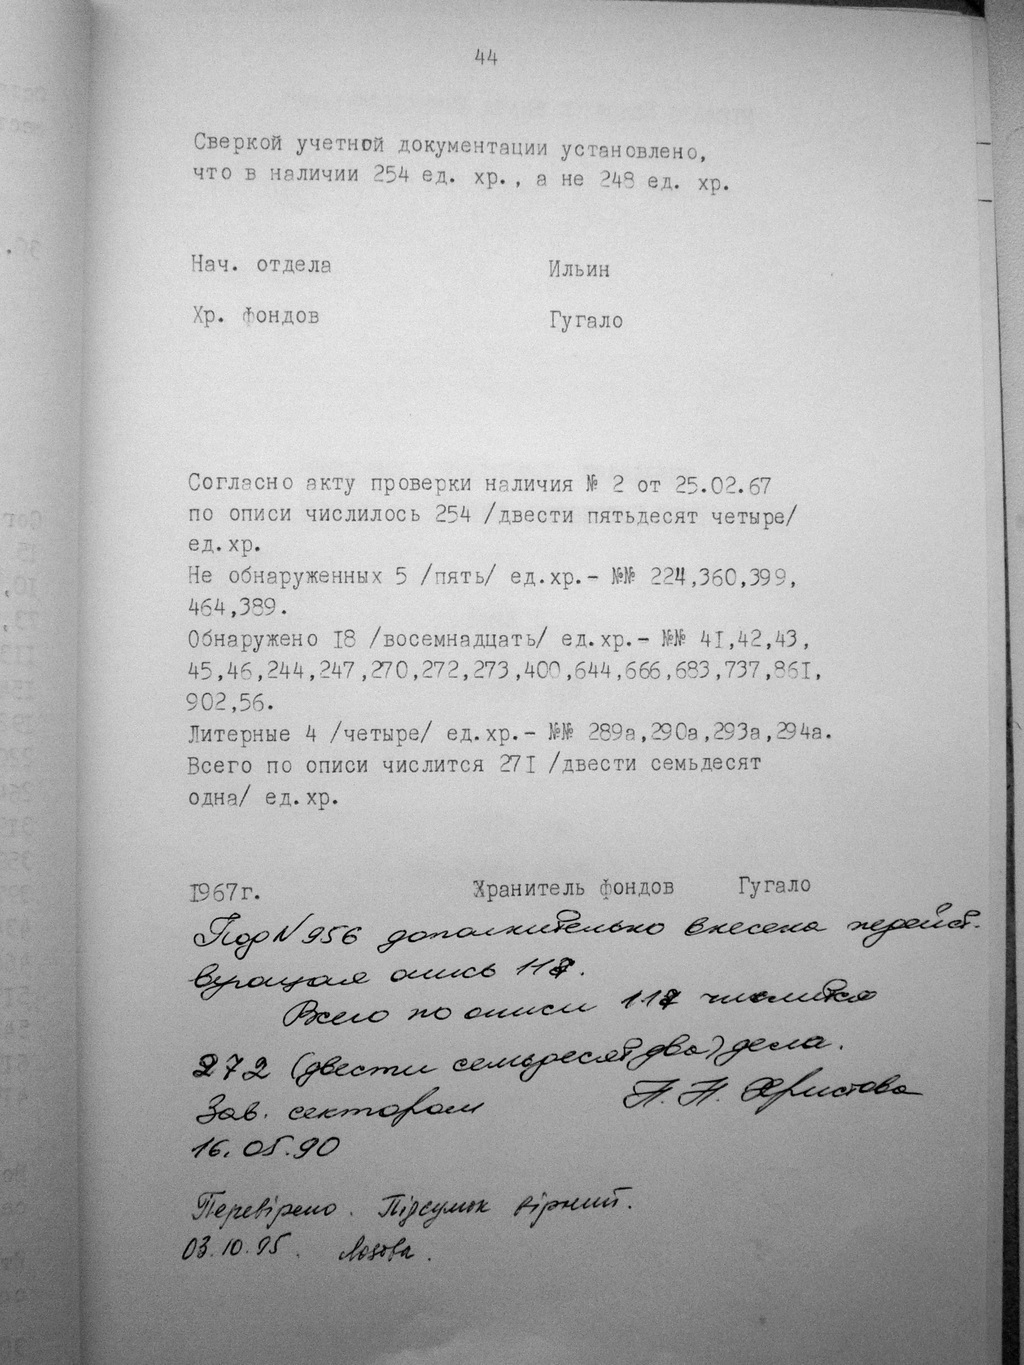 44
Сверкой учетной документации установлено,
что в наличии 254 ед. хр., а не 248 ед. хр.
Нач. отдела Ильин
Хр. фондов Гугало
Согласно акту проверки наличия № 2 от 25.02.67
по описи числилось 254 /двести пятьдесят четыре/
ед.хр.
Не обнаруженных 5 /пять/ ед.хр.- №№ 224,360,399,
464,389.
Обнаружено I8 /восемнадцать/ ед.хр.- №№ 4I,42,43,
45,46,244,247,270,272,273,400,644,666,683,737,86I,
902,56.
Литерные 4 /четыре/ ед.хр.- №№ 289а,290а,293а,294а.
Всего по описи числится 27I /двести семьдесят
одна/ ед.хр.
I967г. Хранитель фондов Гугало
Под N 956 дополнительно внесена недейст-
вующая опись
Всего по описи числится
272 (двести семьдесят два) дела.
Зав. сектором Н. Н. Христова
16.05.90
Перевірено. Підсумок вірний.
03.10.95. Лозова.